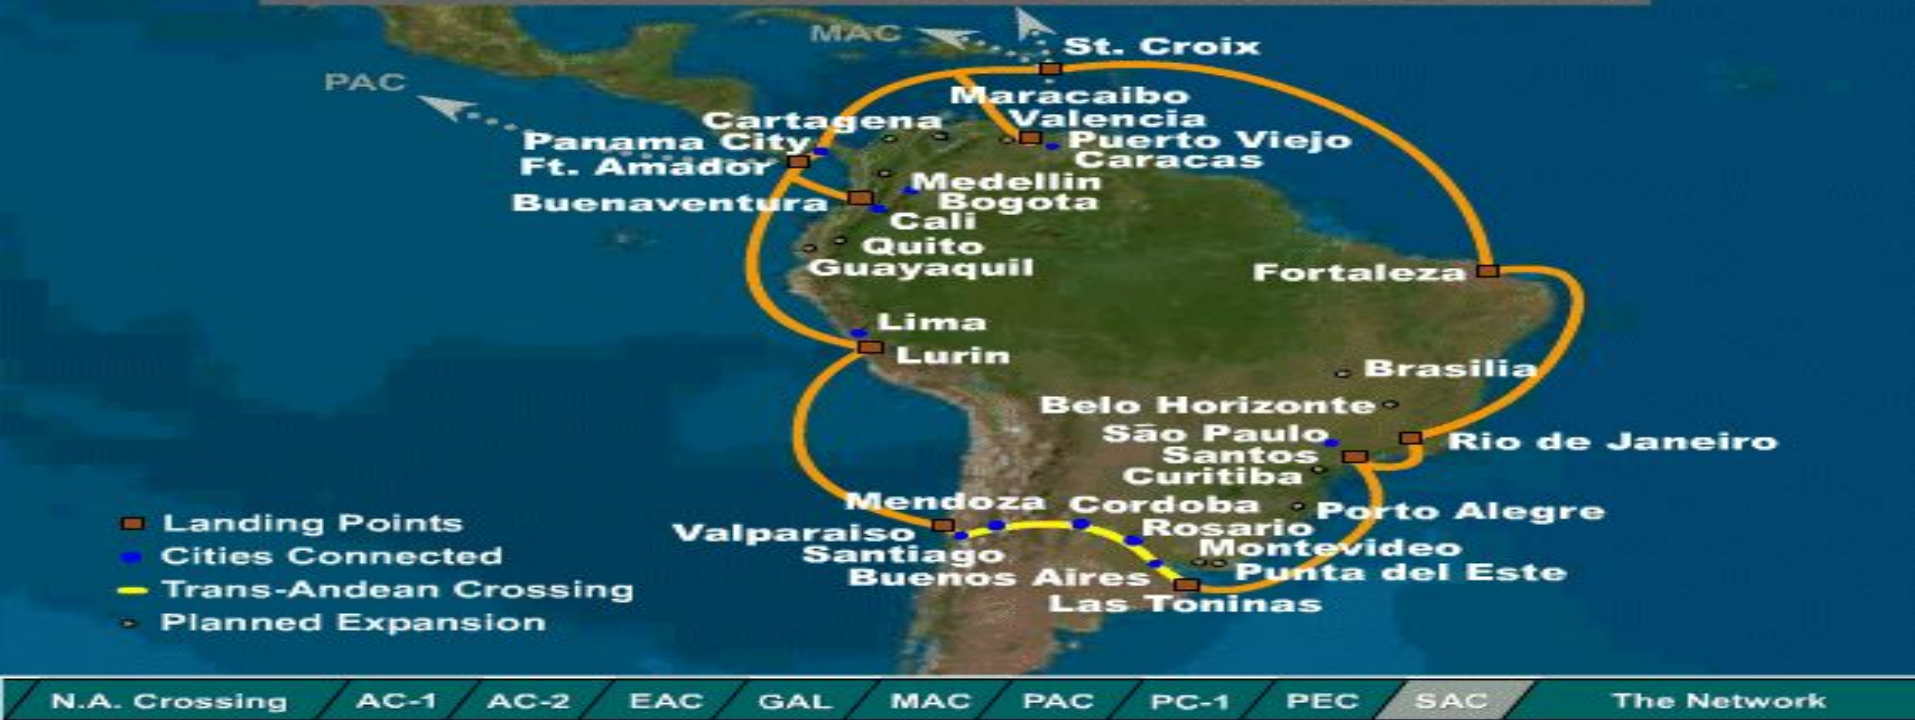 MAC
St. Croix
PAC
Maracaibo
Cartagena
Valencia
Panama City
Puerto Viejo
Ft. Amador
Caracas
Medellin
Buenaventura
Bogota
Cali
Quito
Guayaquil
Fortaleza
Lima
Lurin
Brasilia
Belo Horizonte
São Paulo
Rio de Janeiro
Santos
Curitiba
Mendoza
Cordoba
Porto Alegre
Valparaiso
Rosario
Santiago
Montevideo
Buenos Aires
Punta del Este
Las Toninas
Landing Points
Cities Connected
Trans-Andean Crossing
Planned Expansion
N.A. Crossing
AC-1
AC-2
EAC
GAL
MAC
PAC
PC-1
PEC
SAC
The Network